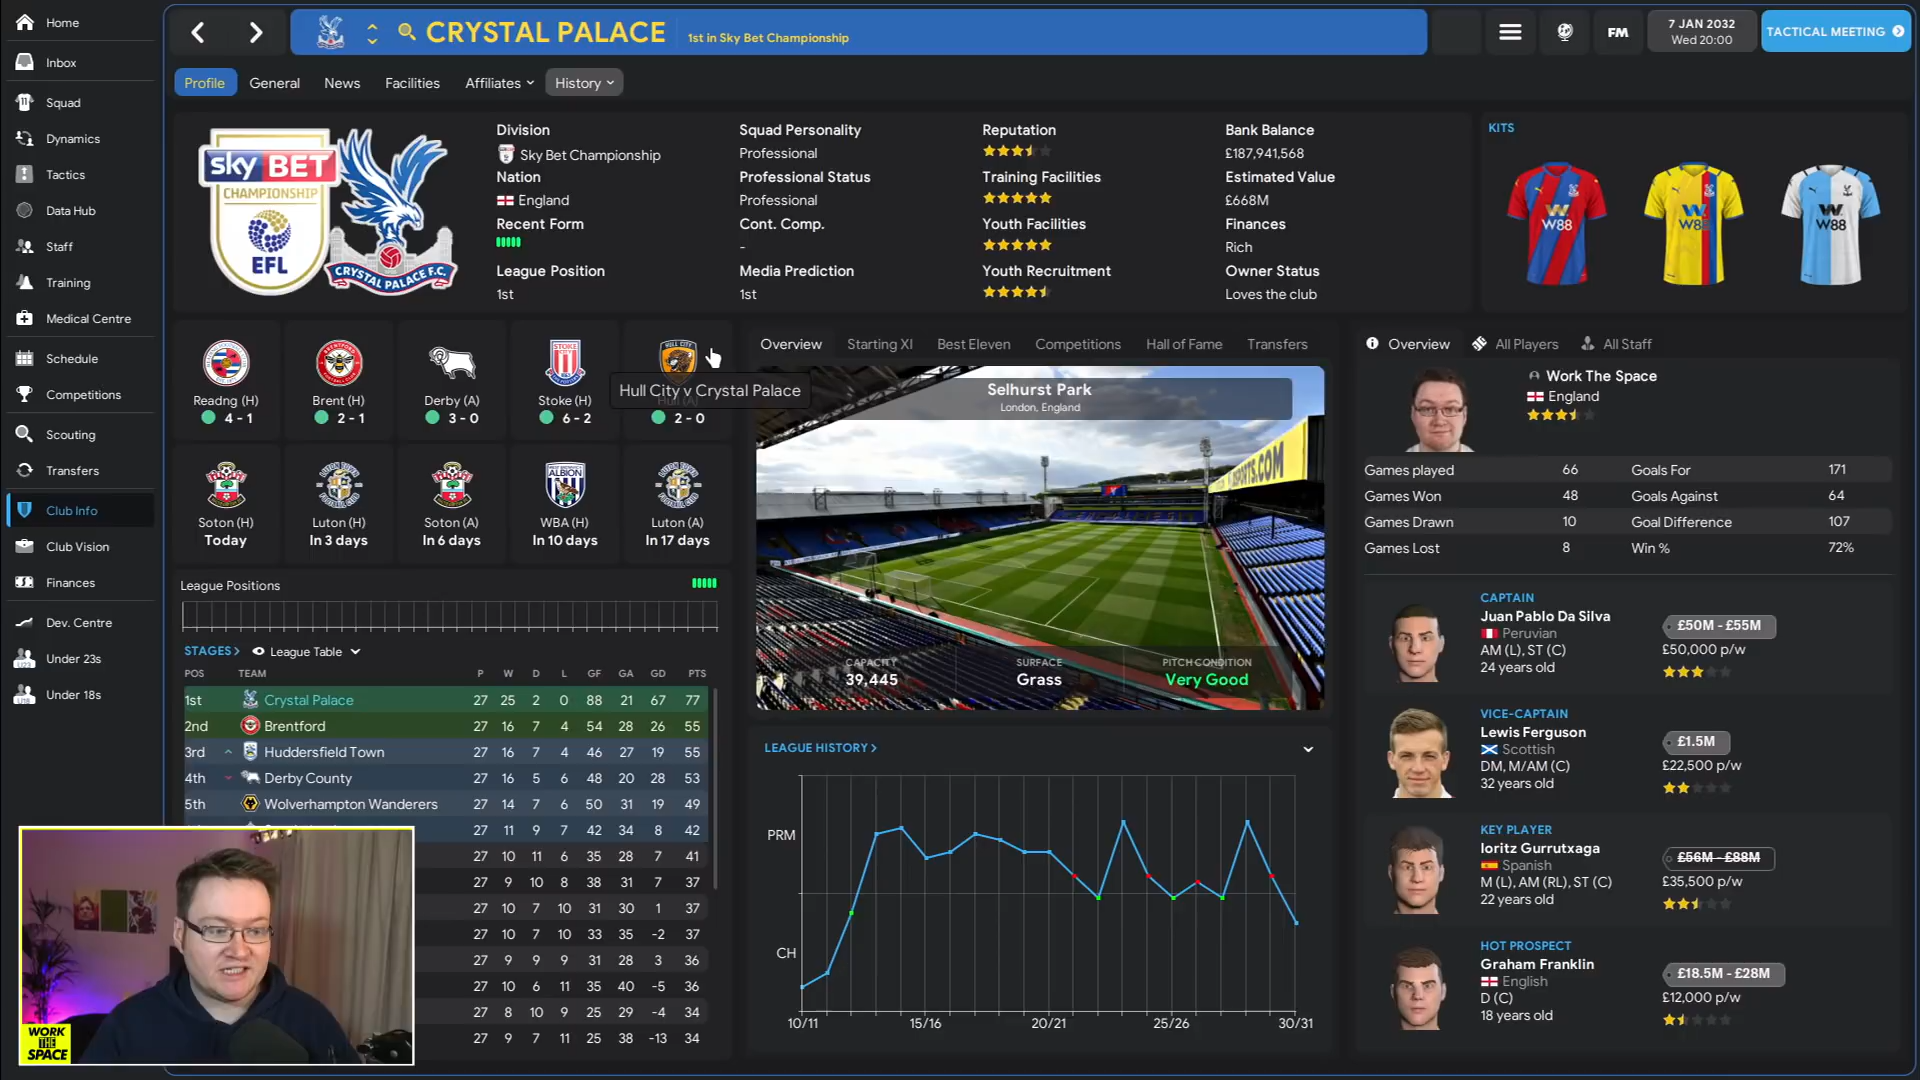 Home
Inbox
Squad
Dynamics
Tactics
Data Hub
Staff
Training
Medical Centre
Schedule
Competitions
Scouting
Transfers
Club Info
Club Vision
Finances
Dev. Centre
Under 23s
Under 18s
CRYSTAL PALACE
1st in Sky Bet Championship
FM
7 JAN 2032
Wed 20:00
TACTICAL MEETING
Profile
General
News
Facilities
Affiliates
History
sky BET
CHAMPIONSHIP
EFL
CRYSTAL PALACE F.C.
Division
Sky Bet Championship
Nation
England
Recent Form
League Position
1st
Squad Personality
Professional
Professional Status
Professional
Cont. Comp.
-
Media Prediction
1st
Reputation
Training Facilities
Youth Facilities
Youth Recruitment
Bank Balance
£187,941,568
Estimated Value
£668M
Finances
Rich
Owner Status
Loves the club
KITS
W88
W88
W88
Readng (H)
4 - 1
Brent (H)
2 - 1
Derby (A)
3 - 0
Stoke (H)
6 - 2
Hull City v Crystal Palace
2 - 0
Soton (H)
Today
Luton (H)
In 3 days
Soton (A)
In 6 days
WBA (H)
In 10 days
Luton (A)
In 17 days
League Positions
STAGES >
League Table
POS TEAM P W D L GF GA GD PTS
1st Crystal Palace 27 25 2 0 88 21 67 77
2nd Brentford 27 16 7 4 54 28 26 55
3rd Huddersfield Town 27 16 7 4 46 27 19 55
4th Derby County 27 16 5 6 48 20 28 53
5th Wolverhampton Wanderers 27 14 7 6 50 31 19 49
27 11 9 7 42 34 8 42
27 10 11 6 35 28 7 41
27 9 10 8 38 31 7 37
27 10 7 10 31 30 1 37
27 10 7 10 33 35 -2 37
27 9 9 9 31 28 3 36
27 10 6 11 35 40 -5 36
27 8 10 9 25 29 -4 34
27 9 7 11 25 38 -13 34
WORK
THE
SPACE
Overview
Starting XI
Best Eleven
Competitions
Hall of Fame
Transfers
Selhurst Park
London, England
CAPACITY
39,445
SURFACE
Grass
PITCH CONDITION
Very Good
LEAGUE HISTORY >
PRM
CH
10/11
15/16
20/21
25/26
30/31
Overview
All Players
All Staff
Work The Space
England
Games played 66 Goals For 171
Games Won 48 Goals Against 64
Games Drawn 10 Goal Difference 107
Games Lost 8 Win % 72%
CAPTAIN
Juan Pablo Da Silva
Peruvian
AM (L), ST (C)
24 years old
£50M - £55M
£50,000 p/w
VICE-CAPTAIN
Lewis Ferguson
Scottish
DM, M/AM (C)
32 years old
£1.5M
£22,500 p/w
KEY PLAYER
Ioritz Gurrutxaga
Spanish
M (L), AM (RL), ST (C)
22 years old
£56M - £88M
£35,500 p/w
HOT PROSPECT
Graham Franklin
English
D (C)
18 years old
£18.5M - £28M
£12,000 p/w